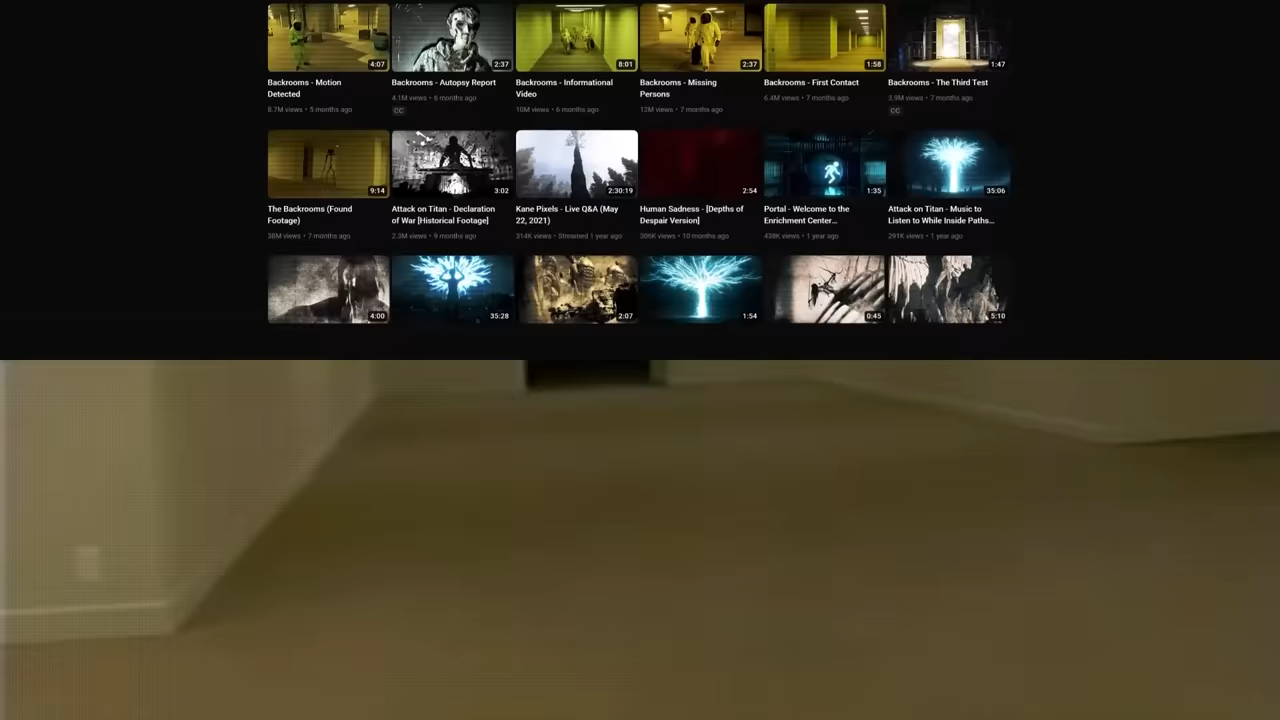 4:07
2:37
8:01
2:37
1:58
1:47
Backrooms - Motion
Detected
8.7M views • 5 months ago
Backrooms - Autopsy Report
4.1M views • 6 months ago
CC
Backrooms - Informational
Video
10M views • 6 months ago
Backrooms - Missing
Persons
12M views • 7 months ago
Backrooms - First Contact
6.4M views • 7 months ago
Backrooms - The Third Test
3.9M views • 7 months ago
CC
9:14
3:02
2:30:19
2:54
1:35
35:06
The Backrooms (Found
Footage)
38M views • 7 months ago
Attack on Titan - Declaration
of War [Historical Footage]
2.3M views • 9 months ago
Kane Pixels - Live Q&A (May
22, 2021)
314K views • Streamed 1 year ago
Human Sadness - [Depths of
Despair Version]
306K views • 10 months ago
Portal - Welcome to the
Enrichment Center...
438K views • 1 year ago
Attack on Titan - Music to
Listen to While Inside Paths...
291K views • 1 year ago
4:00
35:28
2:07
1:54
0:45
5:10